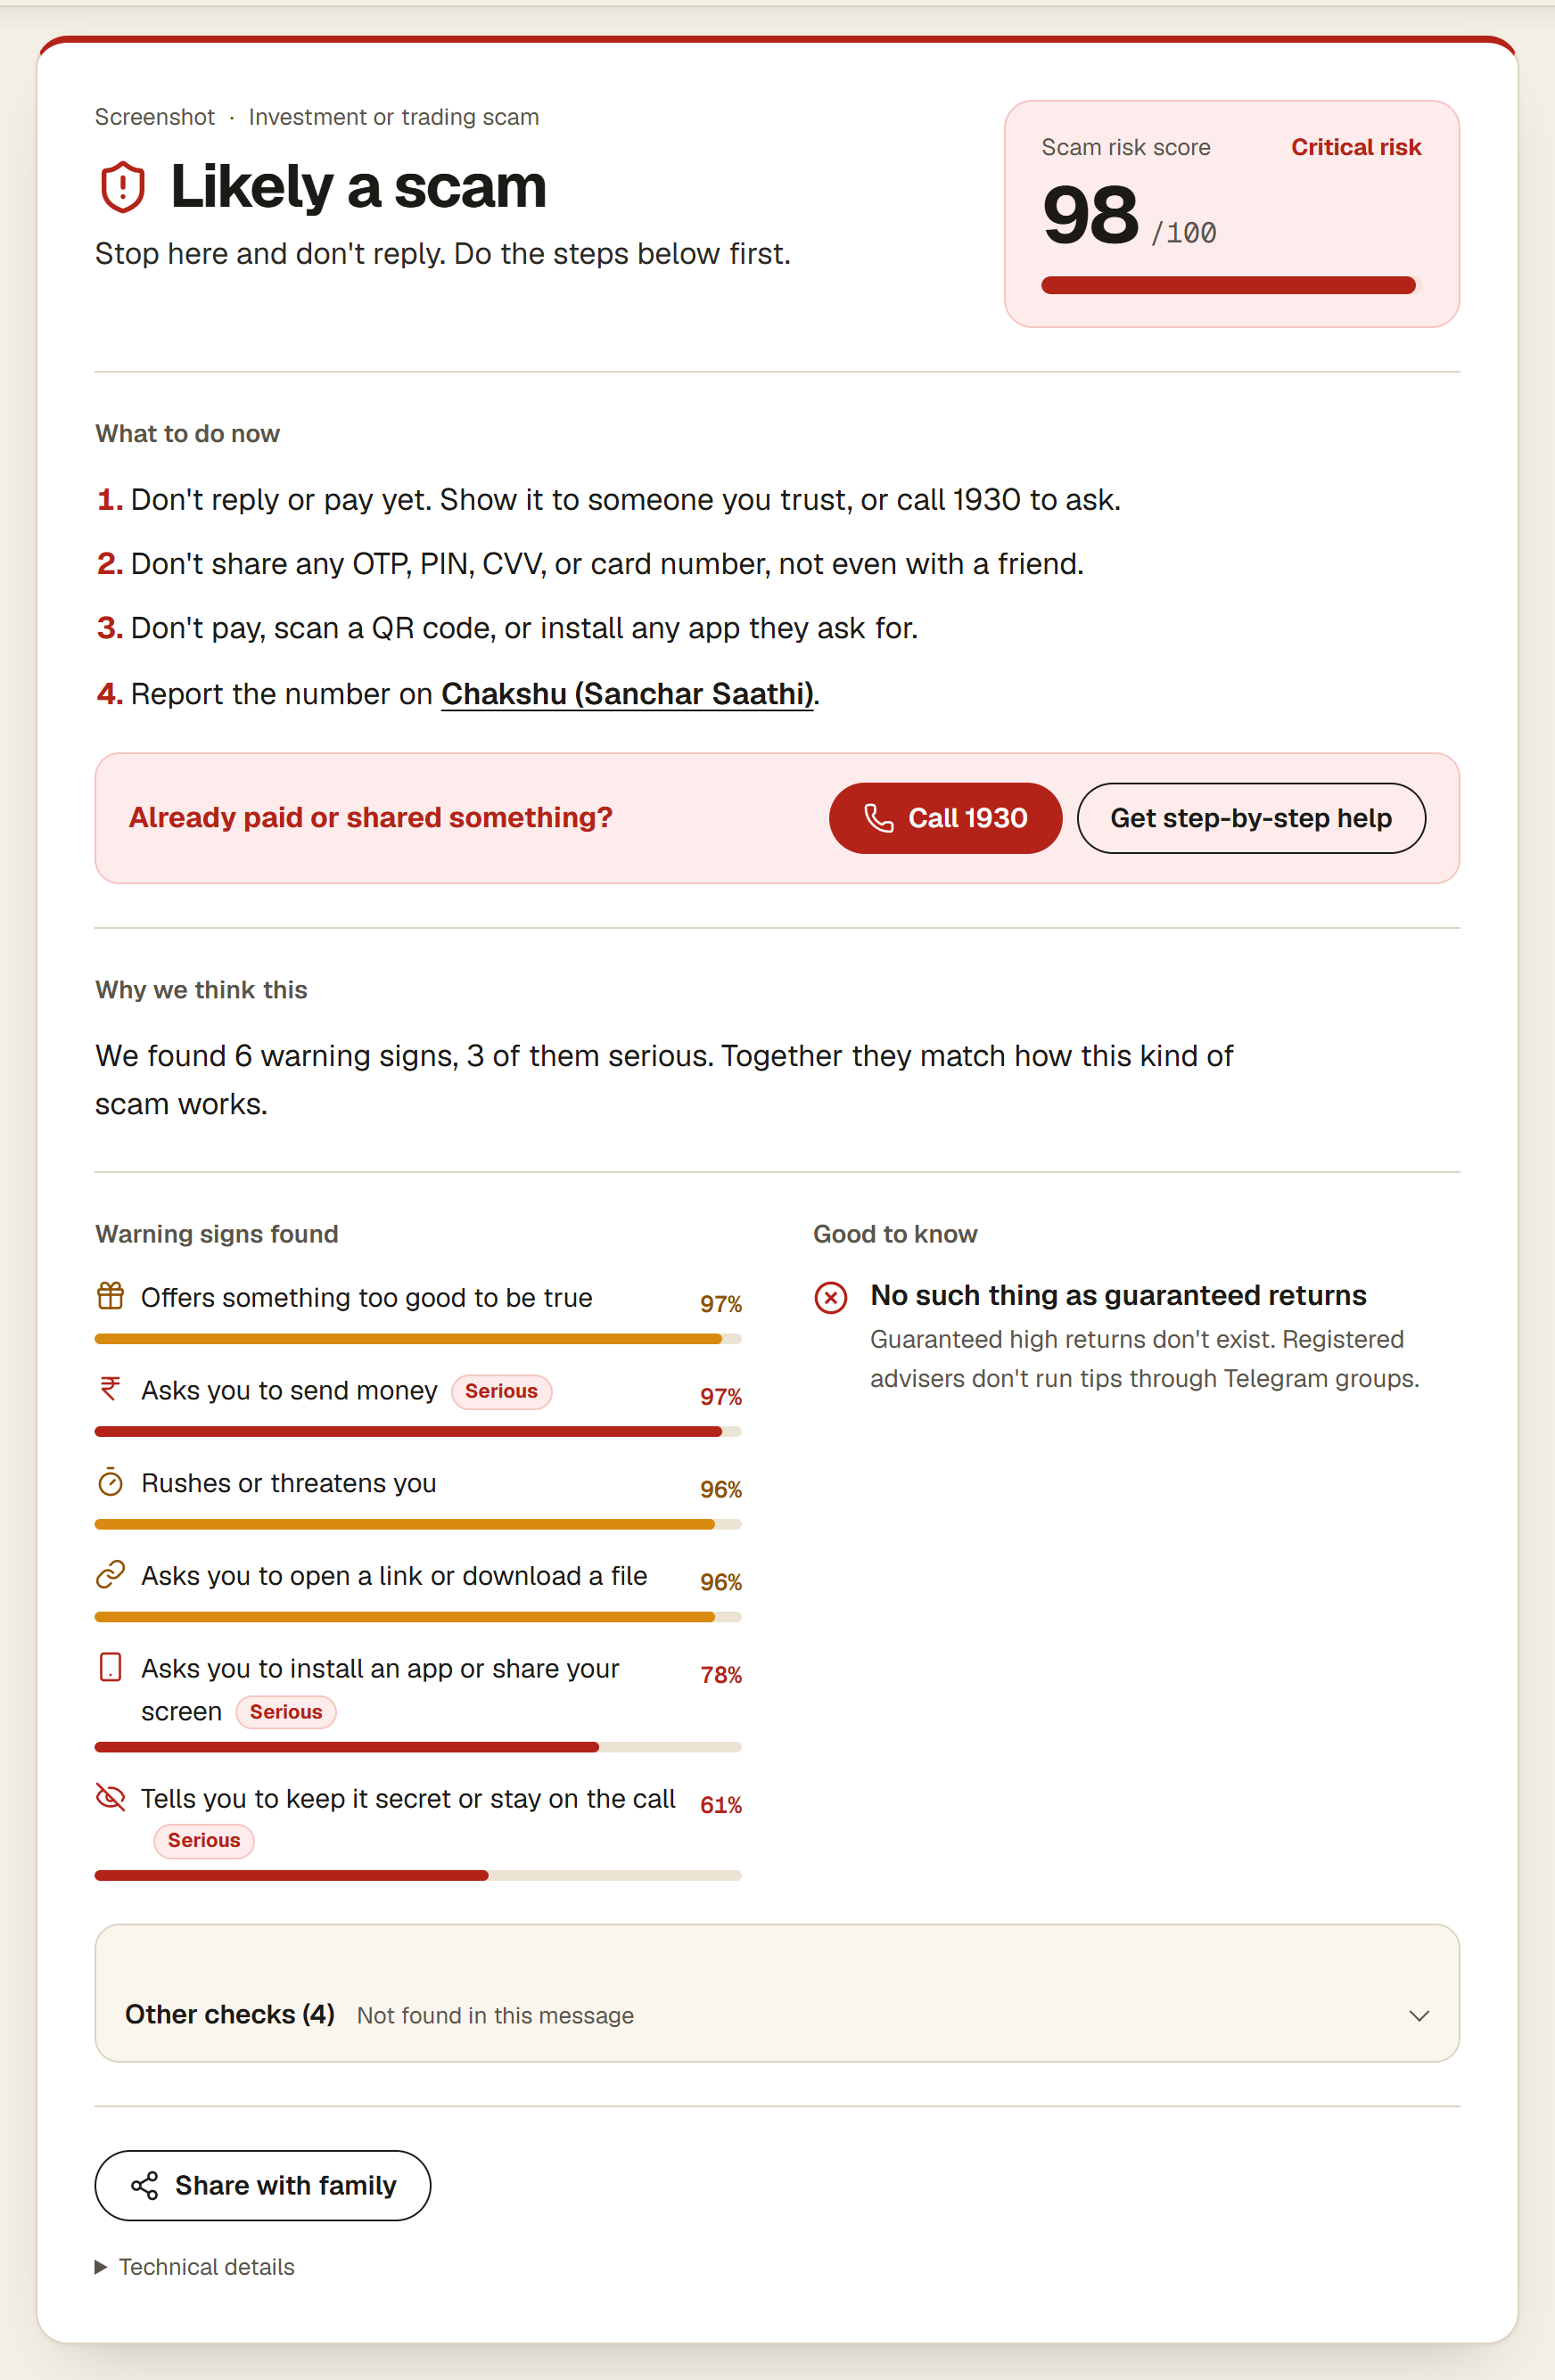 Screenshot · Investment or trading scam
Likely a scam
Stop here and don't reply. Do the steps below first.
Scam risk score
Critical risk
98 /100
What to do now
1. Don't reply or pay yet. Show it to someone you trust, or call 1930 to ask.
2. Don't share any OTP, PIN, CVV, or card number, not even with a friend.
3. Don't pay, scan a QR code, or install any app they ask for.
4. Report the number on Chakshu (Sanchar Saathi).
Already paid or shared something?
Call 1930
Get step-by-step help
Why we think this
We found 6 warning signs, 3 of them serious. Together they match how this kind of
scam works.
Warning signs found
Offers something too good to be true 97%
Asks you to send money Serious 97%
Rushes or threatens you 96%
Asks you to open a link or download a file 96%
Asks you to install an app or share your 78%
screen Serious
Tells you to keep it secret or stay on the call 61%
Serious
Good to know
No such thing as guaranteed returns
Guaranteed high returns don't exist. Registered
advisers don't run tips through Telegram groups.
Other checks (4) Not found in this message
Share with family
Technical details